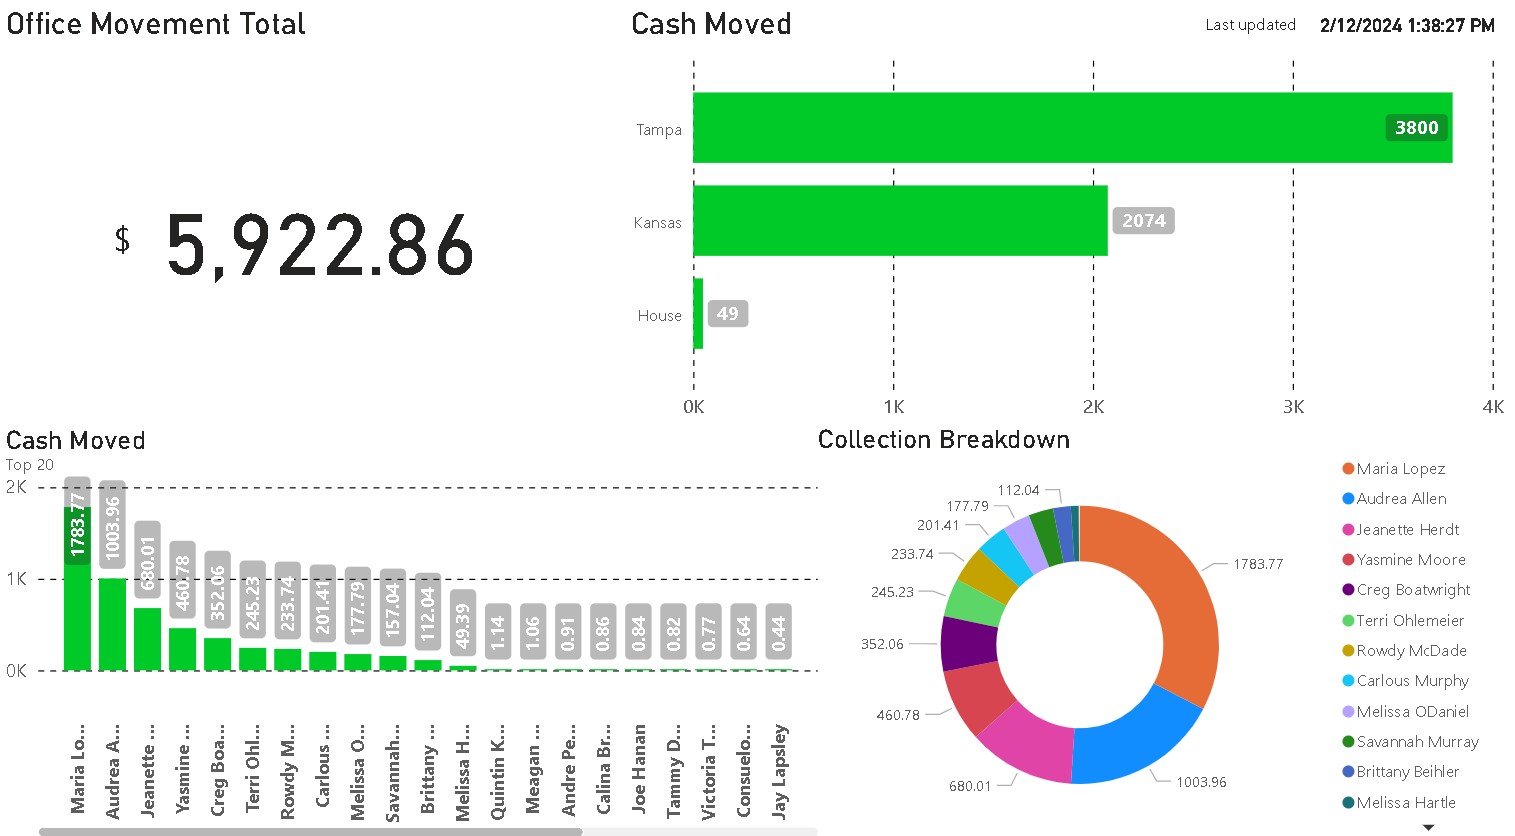 Office Movement Total
$ 5,922.86
Cash Moved
Last updated 2/12/2024 1:38:27 PM
Tampa 3800
Kansas 2074
House 49
0K 1K 2K 3K 4K
Cash Moved
Top 20
2K
1K
0K
1783.77 1003.96 680.01 460.78 352.06 245.23 233.74 201.41 177.79 157.04 112.04 49.39 1.14 1.06 0.91 0.86 0.84 0.82 0.77 0.64 0.44
Maria Lo...
Audrea A...
Jeanette ...
Yasmine ...
Creg Boa...
Terri Ohl...
Rowdy M...
Carlous ...
Melissa O...
Savannah...
Brittany ...
Melissa H...
Quintin K...
Meagan ...
Andre Pe...
Calina Br...
Joe Hanan
Tammy D...
Victoria T...
Consuelo...
Jay Lapsley
Collection Breakdown
1783.77
1003.96
680.01
460.78
352.06
245.23
233.74
201.41
177.79
112.04
Maria Lopez
Audrea Allen
Jeanette Herdt
Yasmine Moore
Creg Boatwright
Terri Ohlemeier
Rowdy McDade
Carlous Murphy
Melissa ODaniel
Savannah Murray
Brittany Beihler
Melissa Hartle